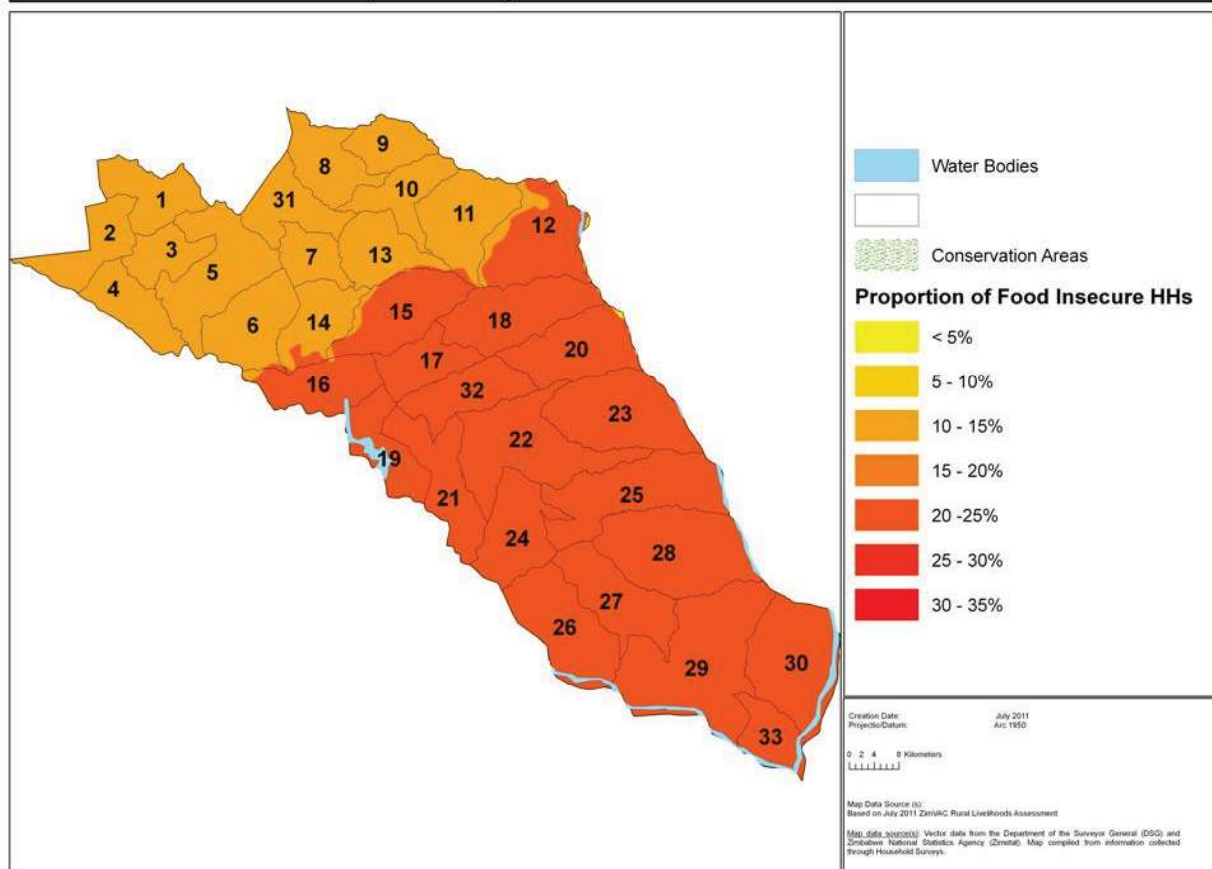 9
8
10
1
31
11
2
12
3
7
13
5
4
6
14
15
18
17
20
16
32
23
22
19
21
25
24
28
27
26
30
29
33
Water Bodies
Conservation Areas
Proportion of Food Insecure HHs
< 5%
5 - 10%
10 - 15%
15 - 20%
20 -25%
25 - 30%
30 - 35%
Creation Date: July 2011
Projectio/Datum: Arc 1950
0 2 4 8 Kilometers
Map Data Source (s):
Based on July 2011 ZimVAC Rural Livelihoods Assessment
Map data source(s): Vector data from the Department of the Surveyor General (DSG) and
Zimbabwe National Statistics Agency (Zimstat). Map compiled from information collected
through Household Surveys.